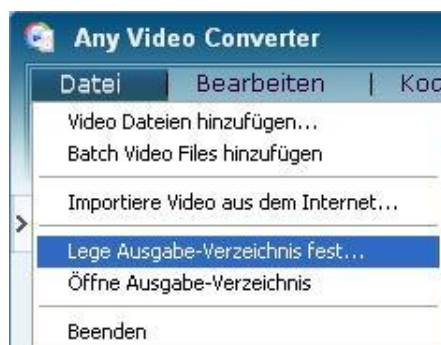 Any Video Converter
Datei | Bearbeiten | 
Video Dateien hinzufügen...
Batch Video Files hinzufügen
Importiere Video aus dem Internet...
Lege Ausgabe-Verzeichnis fest...
Öffne Ausgabe-Verzeichnis
Beenden